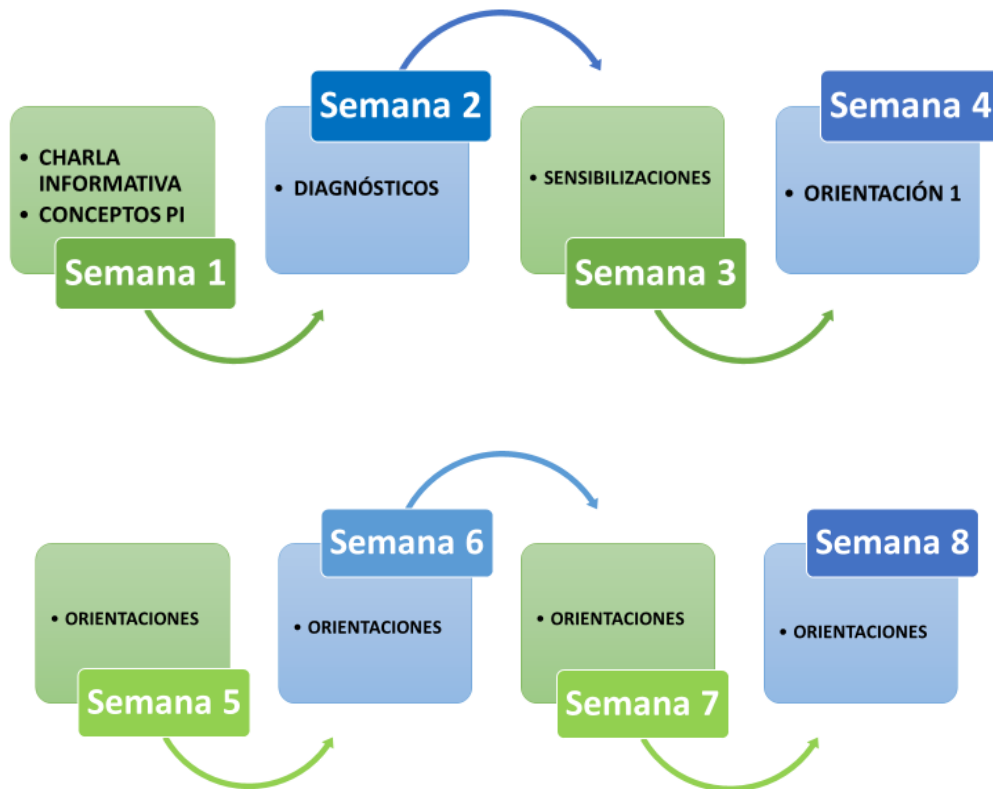 Semana 2
Semana 4
• CHARLA
INFORMATIVA
• CONCEPTOS PI
• DIAGNÓSTICOS
• SENSIBILIZACIONES
• ORIENTACIÓN 1
Semana 1
Semana 3
Semana 6
Semana 8
• ORIENTACIONES
• ORIENTACIONES
• ORIENTACIONES
• ORIENTACIONES
Semana 5
Semana 7